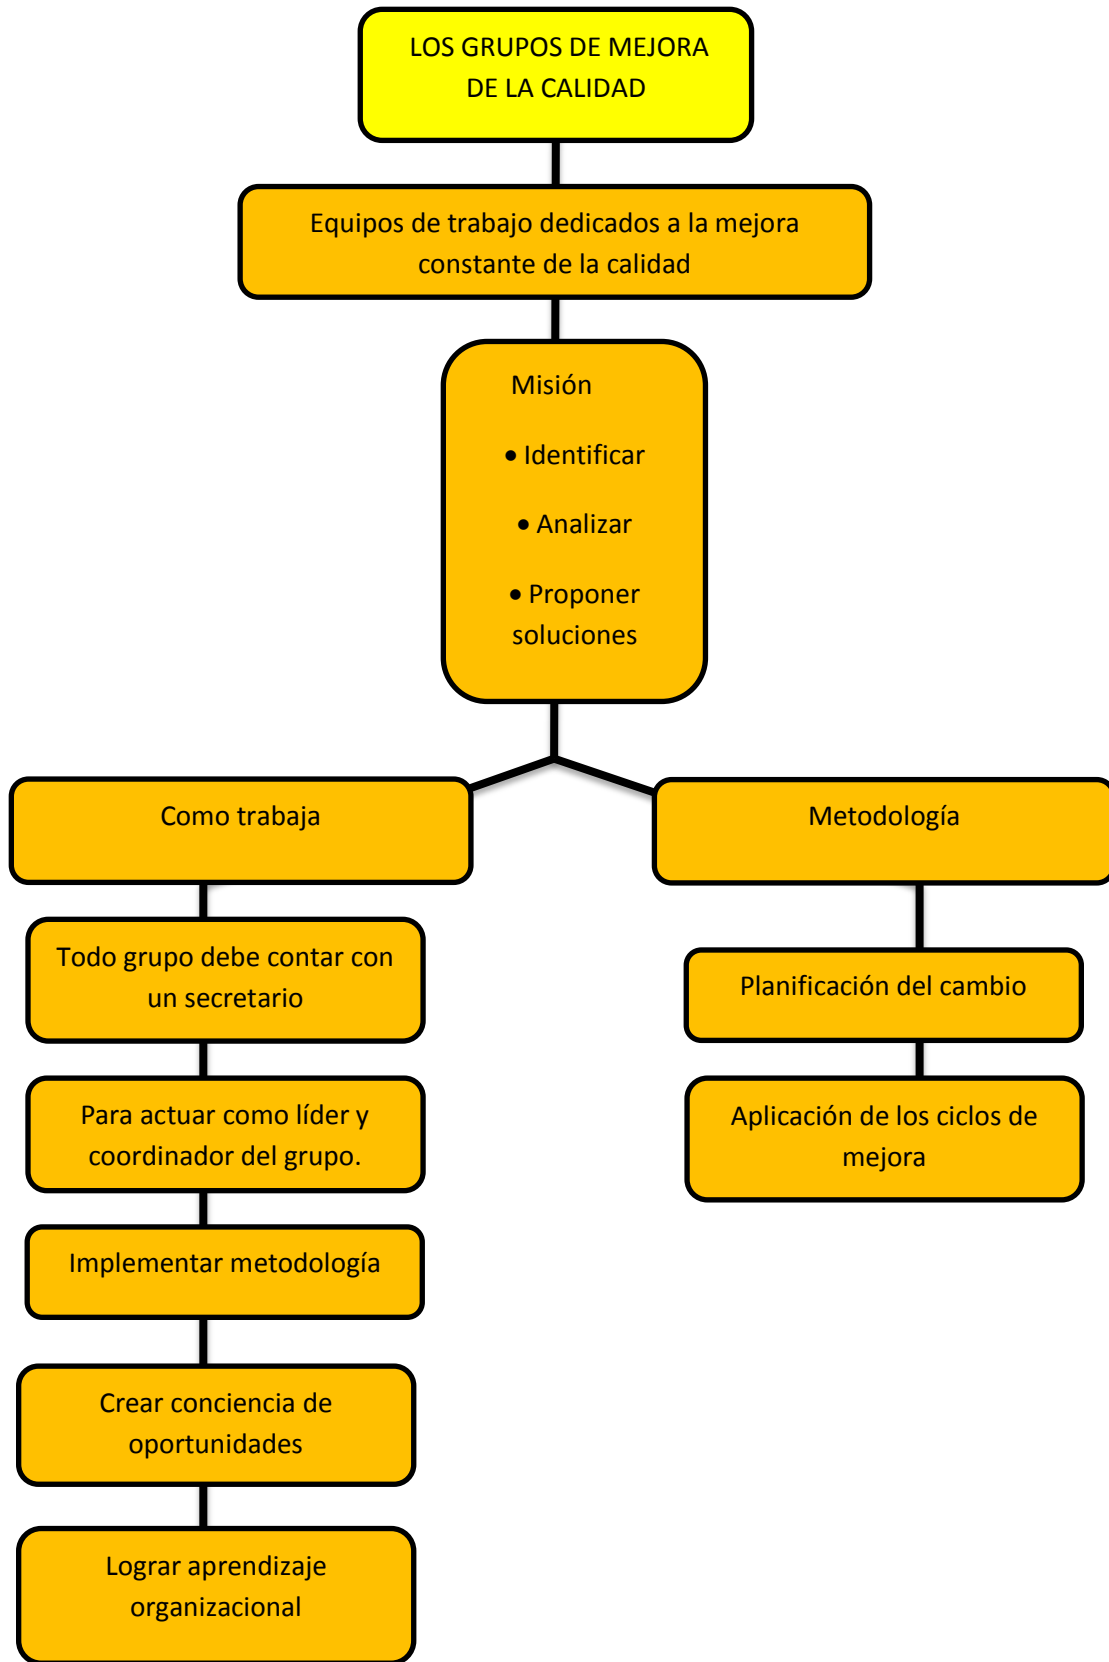 LOS GRUPOS DE MEJORA
DE LA CALIDAD
Equipos de trabajo dedicados a la mejora
constante de la calidad
Misión
• Identificar
• Analizar
• Proponer
soluciones
Como trabaja
Metodología
Todo grupo debe contar con
un secretario
Planificación del cambio
Para actuar como líder y
coordinador del grupo.
Aplicación de los ciclos de
mejora
Implementar metodología
Crear conciencia de
oportunidades
Lograr aprendizaje
organizacional